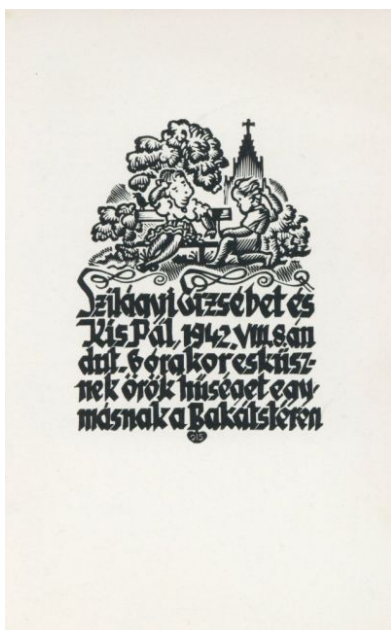 Szilágyi Erzsébet és
Kis Pál, 1942. VIII. 8.án
dut. 6 órakor esküsz-
nek örök hűséget egy-
másnak a Bakátstéren